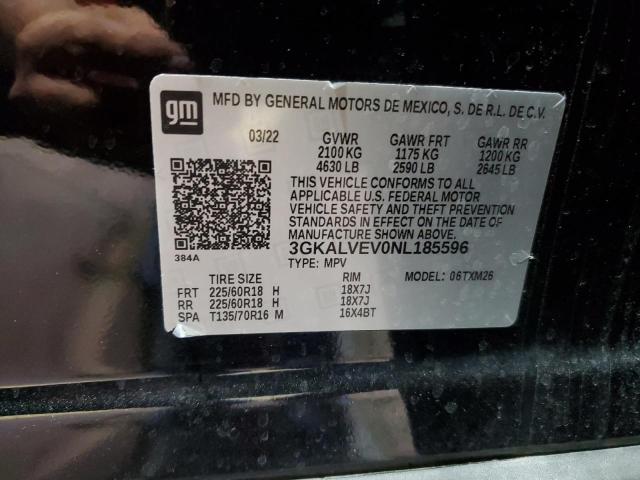 gm
MFD BY GENERAL MOTORS DE MEXICO, S. DE R.L. DE C.V.
03/22 GVWR GAWR FRT GAWR RR
2100 KG 1175 KG 1200 KG
4630 LB 2590 LB 2645 LB
THIS VEHICLE CONFORMS TO ALL
APPLICABLE U.S. FEDERAL MOTOR
VEHICLE SAFETY AND THEFT PREVENTION
STANDARDS IN EFFECT ON THE DATE OF
MANUFACTURE SHOWN ABOVE.
384A
3GKALVEV0NL185596
TYPE: MPV MODEL: 06TXM26
TIRE SIZE RIM
FRT 225/60R18 H 18X7J
RR 225/60R18 H 18X7J
SPA T135/70R16 M 16X4BT